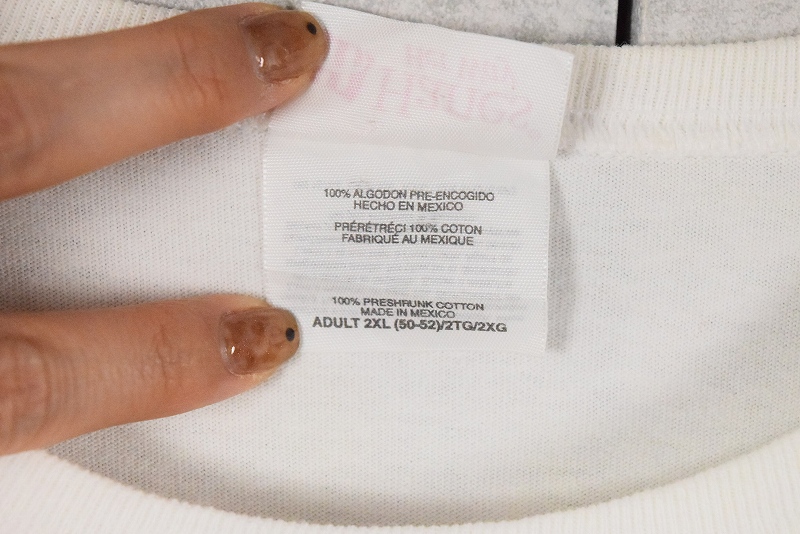 100% ALGODON PRE-ENCOGIDO
HECHO EN MEXICO
PRÉRÉTRÉCI 100% COTON
FABRIQUÉ AU MEXIQUE
100% PRESHRUNK COTTON
MADE IN MEXICO
ADULT 2XL (50-52)/2TG/2XG